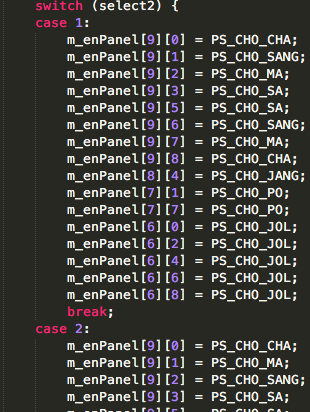 switch (select2) {
case 1:
m_enPanel[9][0] = PS_CHO_CHA;
m_enPanel[9][1] = PS_CHO_SANG;
m_enPanel[9][2] = PS_CHO_MA;
m_enPanel[9][3] = PS_CHO_SA;
m_enPanel[9][5] = PS_CHO_SA;
m_enPanel[9][6] = PS_CHO_SANG;
m_enPanel[9][7] = PS_CHO_MA;
m_enPanel[9][8] = PS_CHO_CHA;
m_enPanel[8][4] = PS_CHO_JANG;
m_enPanel[7][1] = PS_CHO_PO;
m_enPanel[7][7] = PS_CHO_PO;
m_enPanel[6][0] = PS_CHO_JOL;
m_enPanel[6][2] = PS_CHO_JOL;
m_enPanel[6][4] = PS_CHO_JOL;
m_enPanel[6][6] = PS_CHO_JOL;
m_enPanel[6][8] = PS_CHO_JOL;
break;
case 2:
m_enPanel[9][0] = PS_CHO_CHA;
m_enPanel[9][1] = PS_CHO_MA;
m_enPanel[9][2] = PS_CHO_SANG;
m_enPanel[9][3] = PS_CHO_SA;